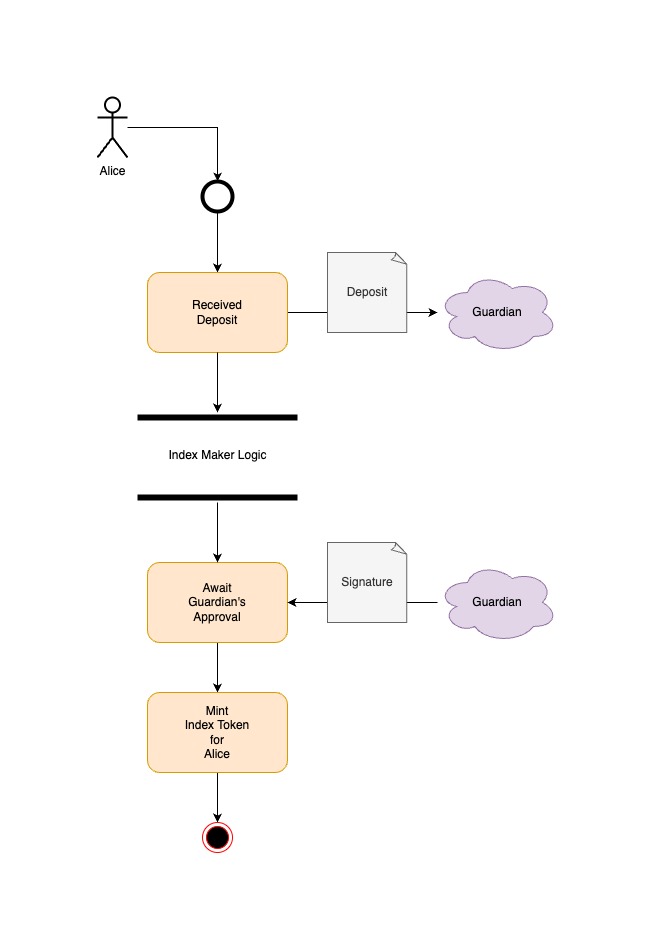 Alice
Received
Deposit
Deposit
Guardian
Index Maker Logic
Await
Guardian's
Approval
Signature
Guardian
Mint
Index Token
for
Alice